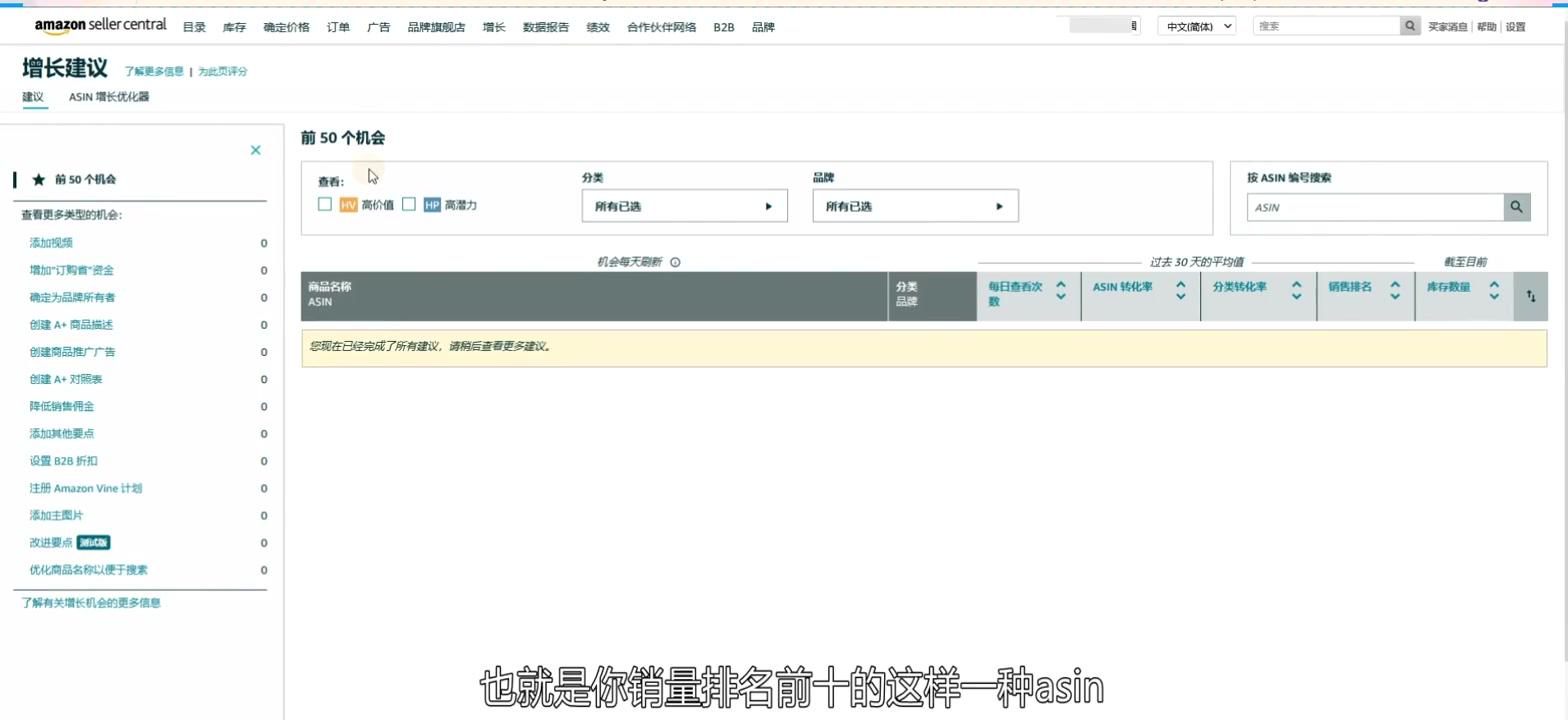 amazon seller central 目录 库存 确定价格 订单 广告 品牌旗舰店 增长 数据报告 绩效 合作伙伴网络 B2B 品牌 中文(简体) 搜索 买家消息 | 帮助 | 设置
增长建议 了解更多信息 | 为此页评分
建议 ASIN 增长优化器
前 50 个机会
查看更多类型的机会:
添加视频 0
增加“订购省”资金 0
确定为品牌所有者 0
创建 A+ 商品描述 0
创建商品推广广告 0
创建 A+ 对照表 0
降低销售佣金 0
添加其他要点 0
设置 B2B 折扣 0
注册 Amazon Vine 计划 0
添加主图片 0
改进要点 测试版 0
优化商品名称以便于搜索 0
了解有关增长机会的更多信息
前 50 个机会
查看:
HV 高价值 HP 高潜力
分类
所有已选
品牌
所有已选
按 ASIN 编号搜索
ASIN
机会每天刷新
过去 30 天的平均值
截至目前
商品名称
ASIN
分类
品牌
每日查看次
数
ASIN 转化率
分类转化率
销售排名
库存数量
您现在已经完成了所有建议，请稍后查看更多建议。
也就是你销量排名前十的这样一种asin